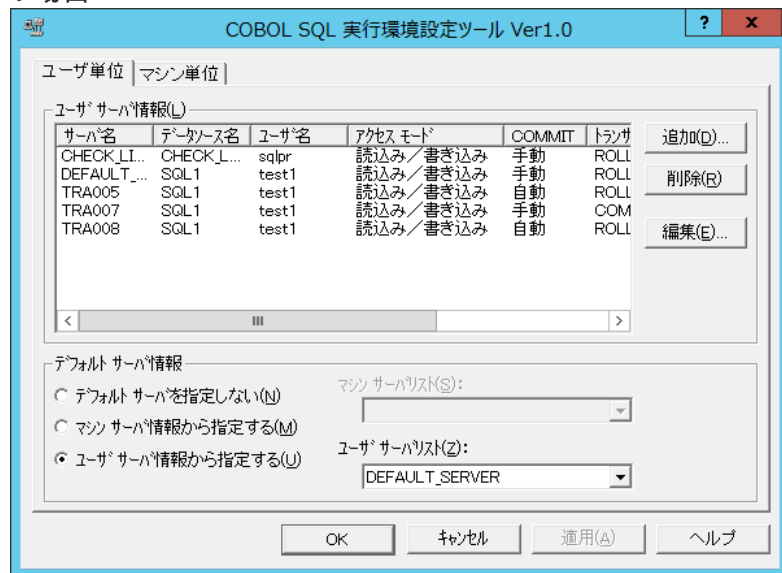 COBOL SQL 実行環境設定ツール Ver1.0
? x
ユーザ単位 マシン単位
ユーザ サーバ情報(L)
サーバ名 データソース名 ユーザ名 アクセス モード COMMIT トランザ
CHECK_LI... CHECK_L... sqlpr 読込み/書き込み 手動 ROLL
DEFAULT_... SQL1 test1 読込み/書き込み 手動 ROLL
TRA005 SQL1 test1 読込み/書き込み 自動 ROLL
TRA007 SQL1 test1 読込み/書き込み 手動 COM
TRA008 SQL1 test1 読込み/書き込み 自動 ROLL
追加(D)...
削除(R)
編集(E)...
デフォルト サーバ情報
デフォルト サーバを指定しない(N)
マシン サーバ情報から指定する(M)
ユーザ サーバ情報から指定する(U)
マシン サーバリスト(S):
ユーザ サーバリスト(Z):
DEFAULT_SERVER
OK キャンセル 適用(A) ヘルプ